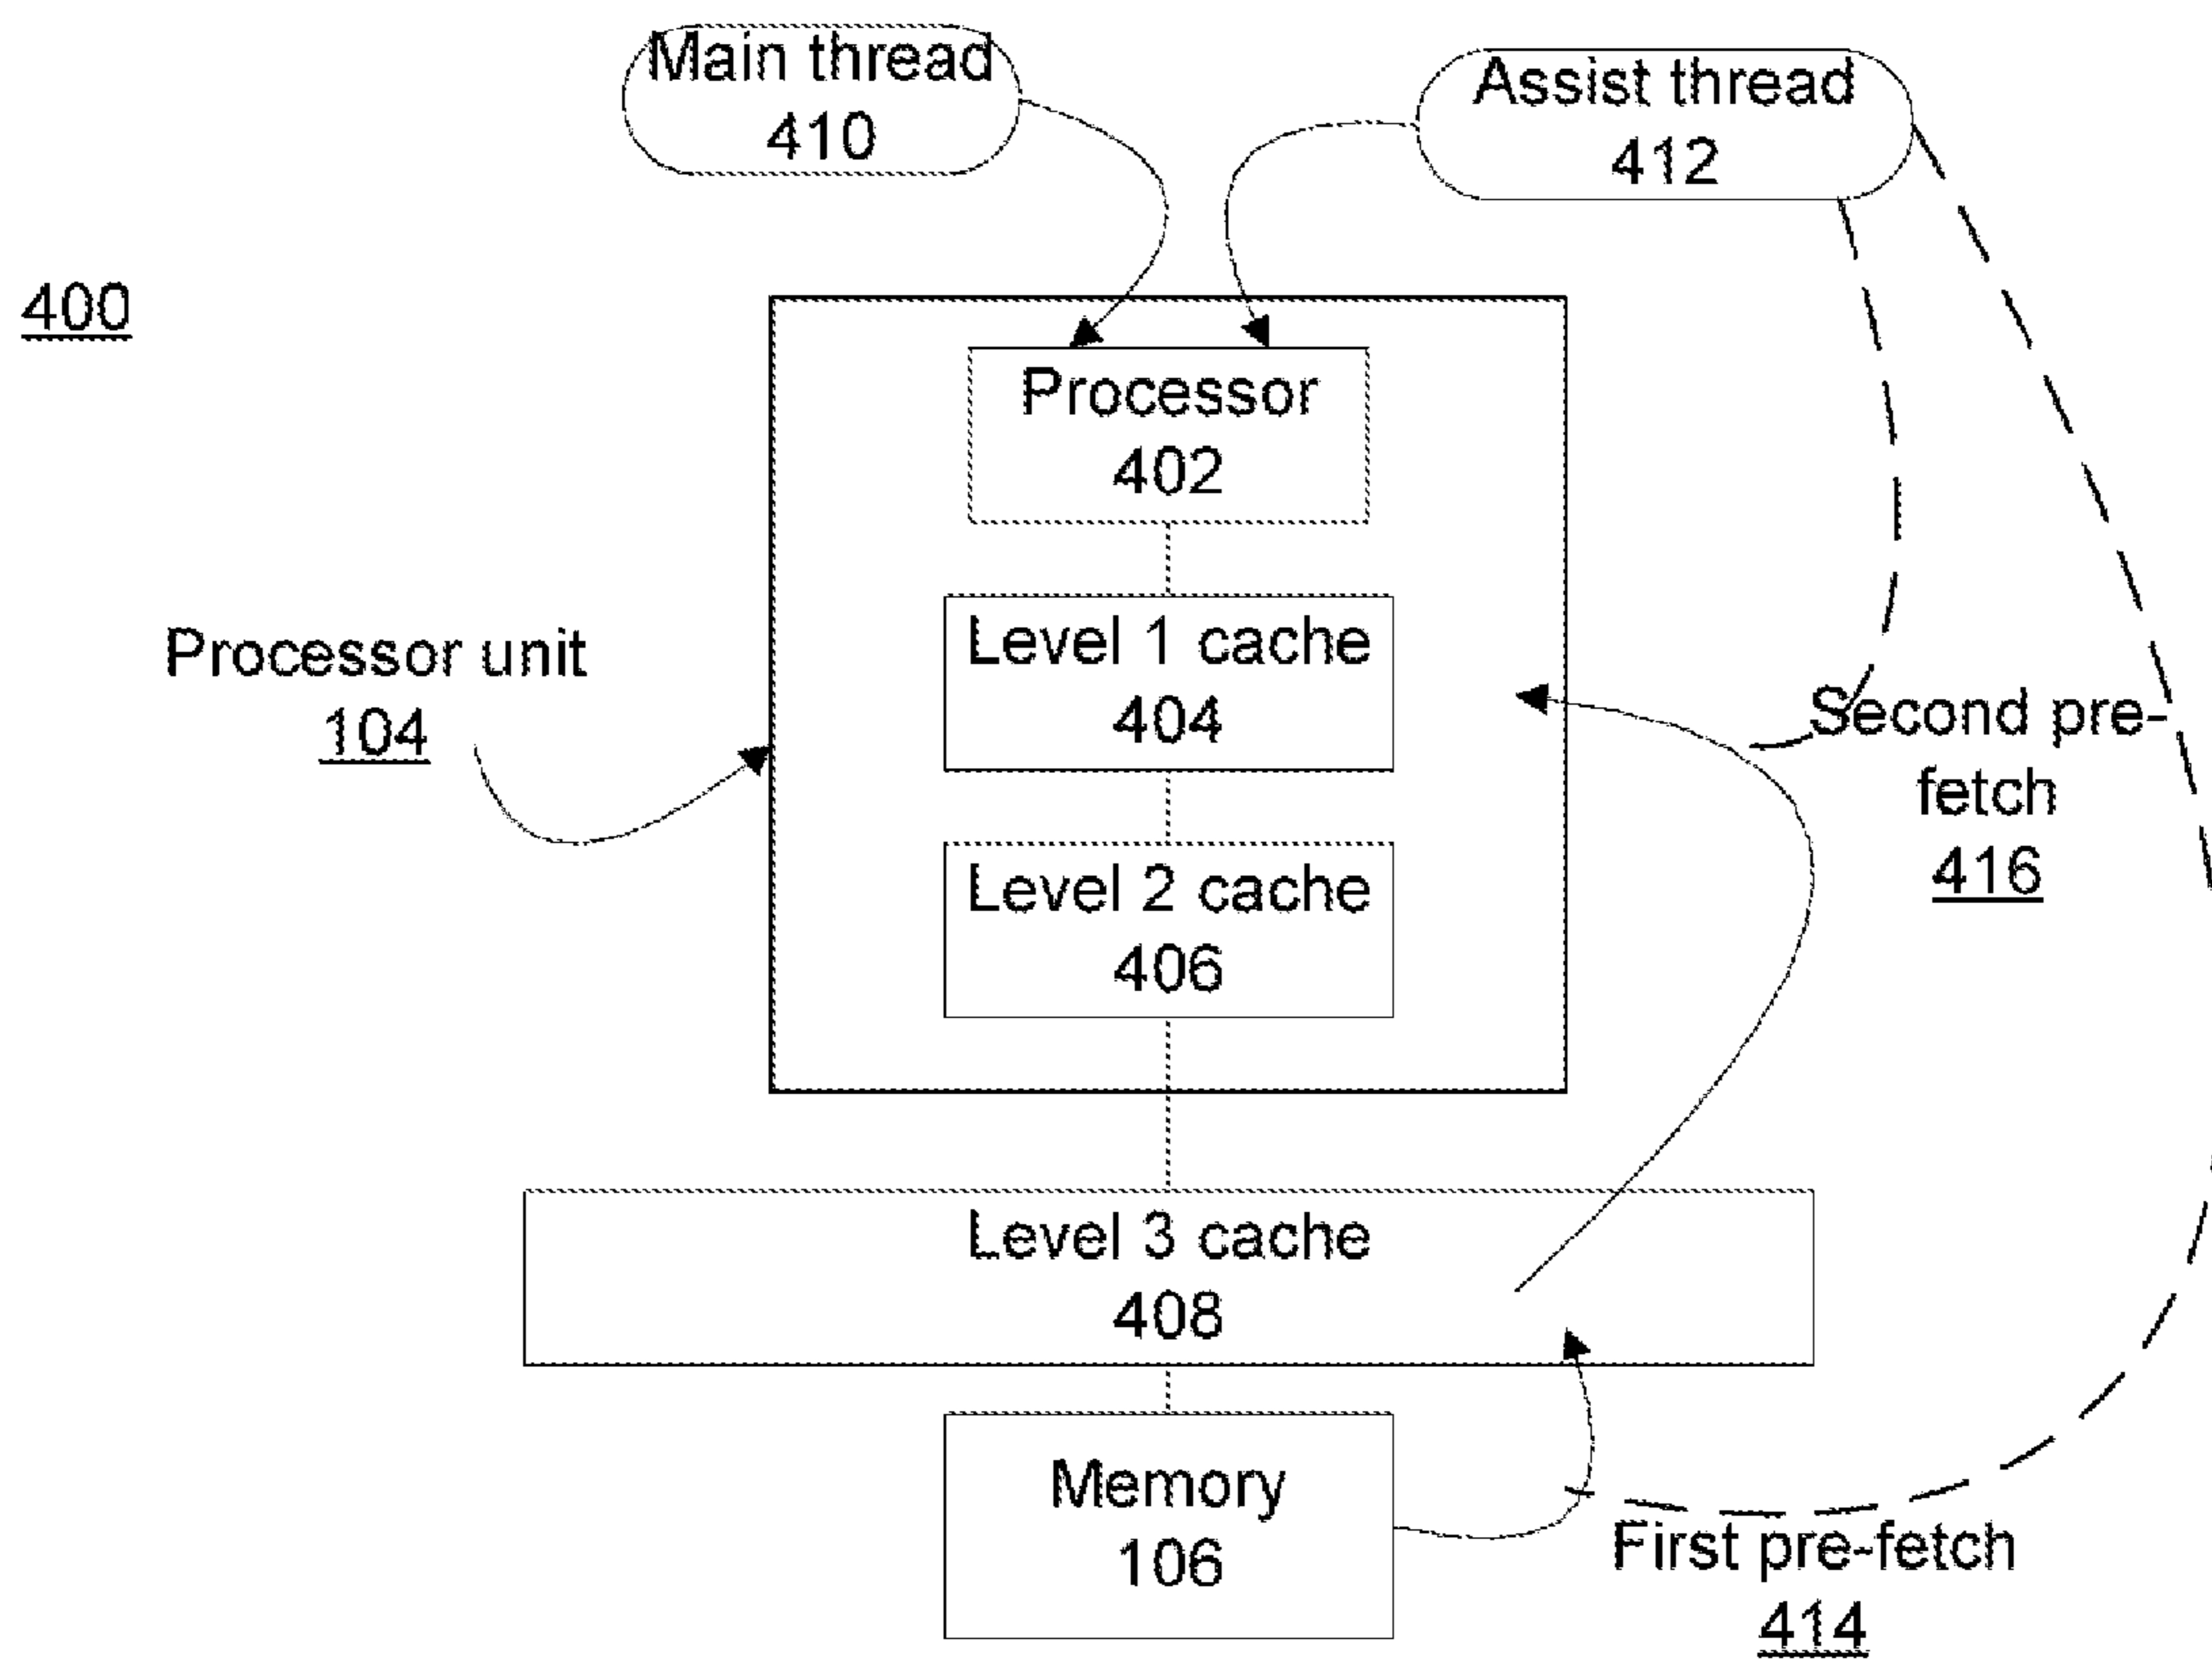 Main thread
410
Assist thread
412
400
Processor
402
Processor unit
104
Level 1 cache
404
Second pre-
fetch
416
Level 2 cache
406
Level 3 cache
408
Memory
106
First pre-fetch
414